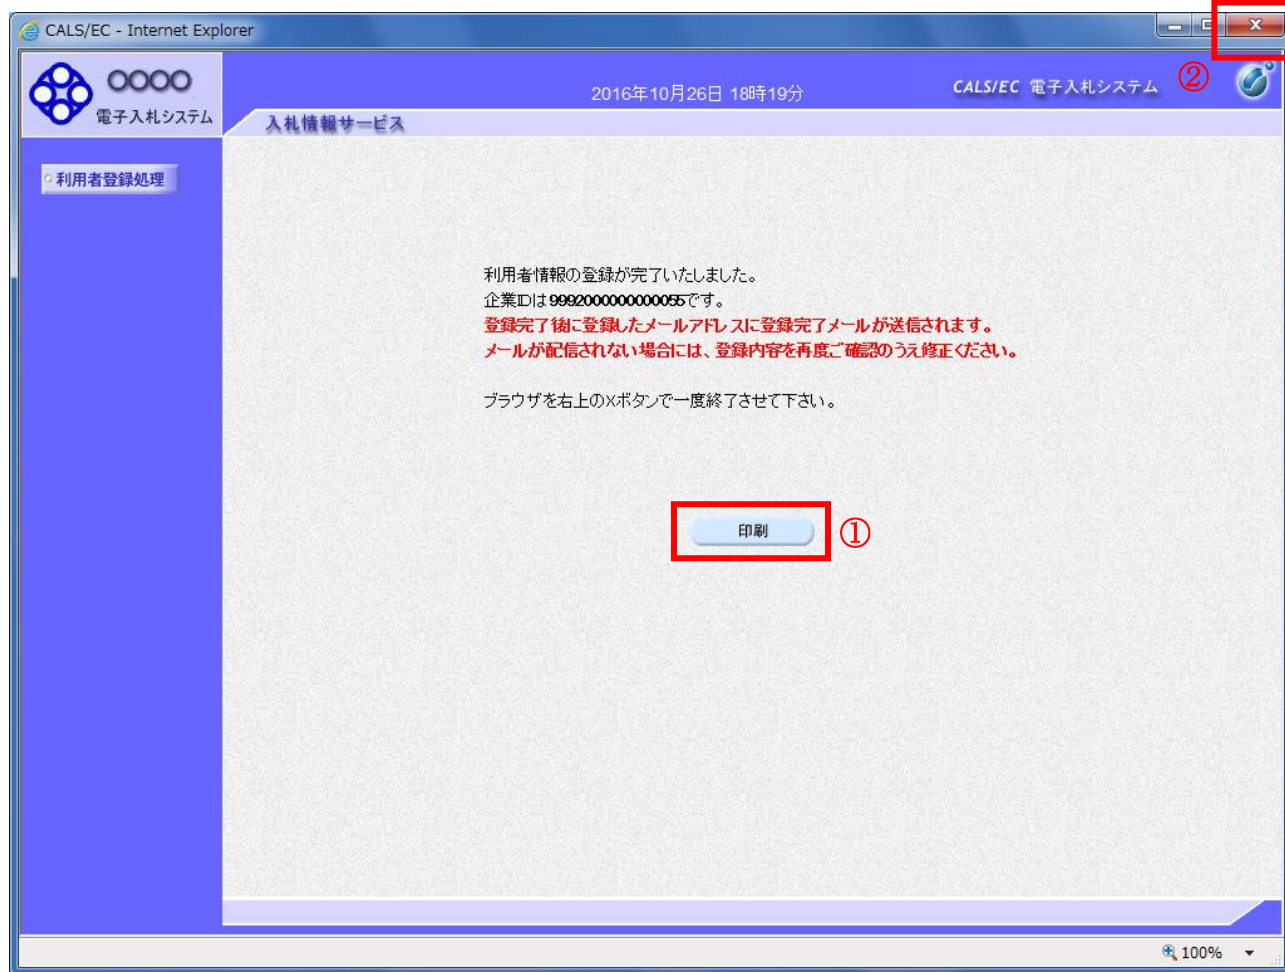 CALS/EC - Internet Explorer
〇〇〇〇
電子入札システム
2016年10月26日 18時19分
CALS/EC 電子入札システム
②
入札情報サービス
利用者登録処理
利用者情報の登録が完了いたしました。
企業IDは9992000000000055です。
登録完了後に登録したメールアドレスに登録完了メールが送信されます。
メールが配信されない場合には、登録内容を再度ご確認のうえ修正ください。
ブラウザを右上の×ボタンで一度終了させて下さい。
印刷
①
100%